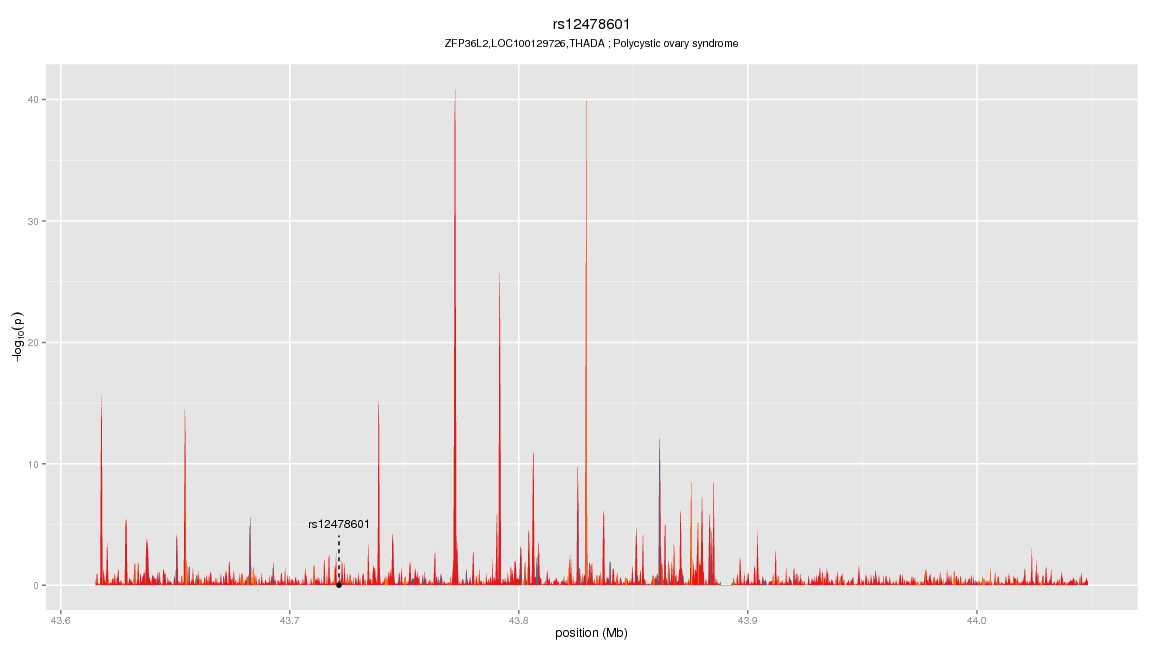 rs12478601
ZFP36L2,LOC100129726,THADA ; Polycystic ovary syndrome
40
30
20
10
0
−log10(p)
rs12478601
43.6 43.7 43.8 43.9 44.0
position (Mb)